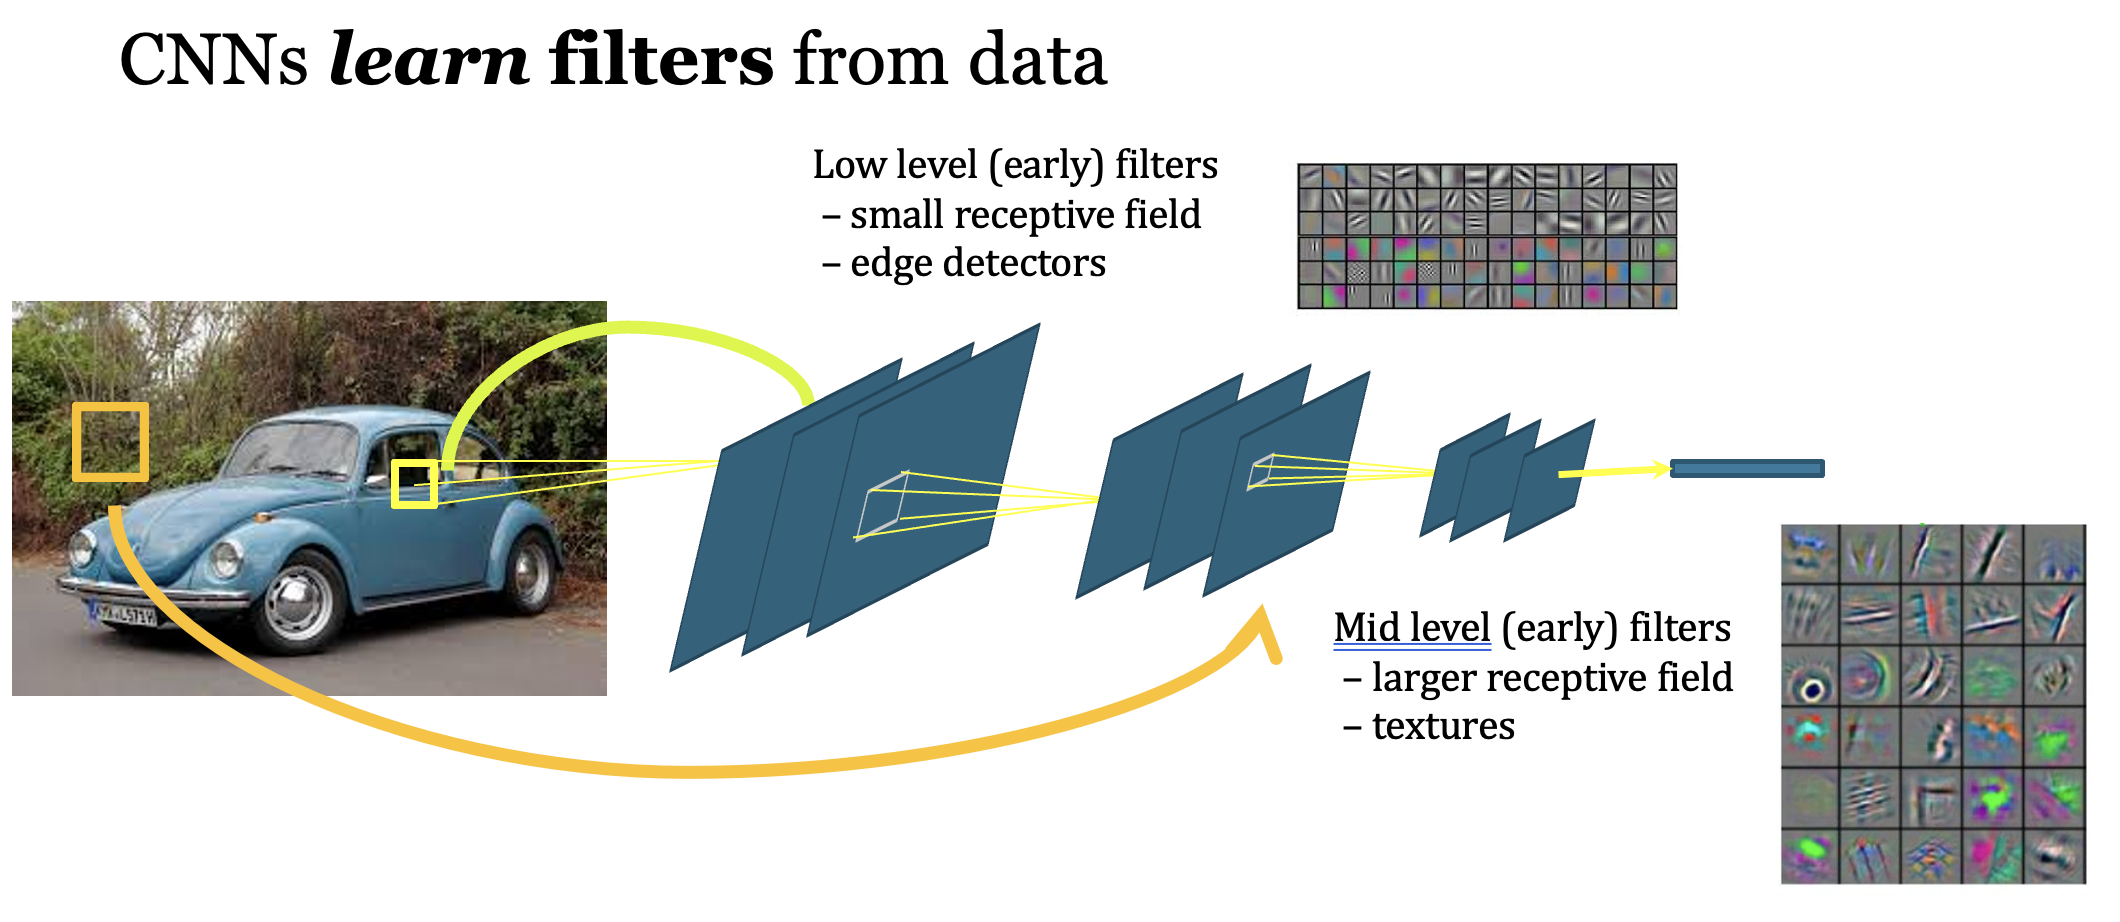 CNNs learn filters from data
Low level (early) filters
– small receptive field
– edge detectors
Mid level (early) filters
– larger receptive field
– textures